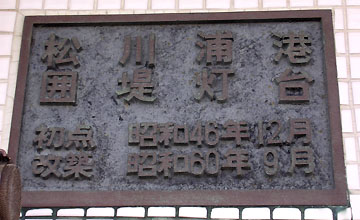 松川浦港
囲堤灯台
初点 昭和46年12月
改築 昭和60年9月